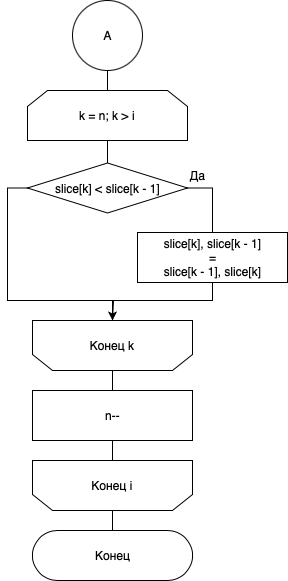 A
k = n; k > i
slice[k] < slice[k - 1]
Да
slice[k], slice[k - 1]
=
slice[k - 1], slice[k]
Конец k
n--
Конец i
Конец